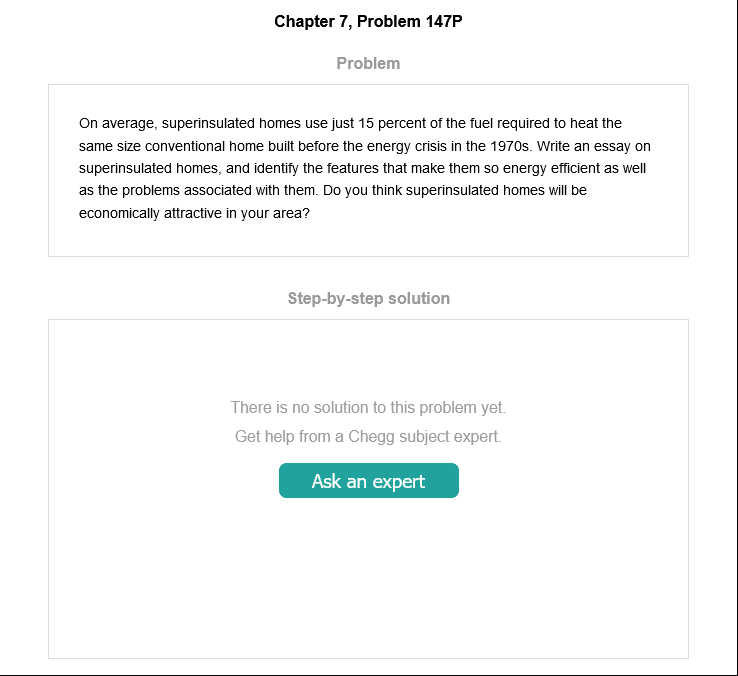 Chapter 7, Problem 147P
Problem
On average, superinsulated homes use just 15 percent of the fuel required to heat the
same size conventional home built before the energy crisis in the 1970s. Write an essay on
superinsulated homes, and identify the features that make them so energy efficient as well
as the problems associated with them. Do you think superinsulated homes will be
economically attractive in your area?
Step-by-step solution
There is no solution to this problem yet.
Get help from a Chegg subject expert.
Ask an expert